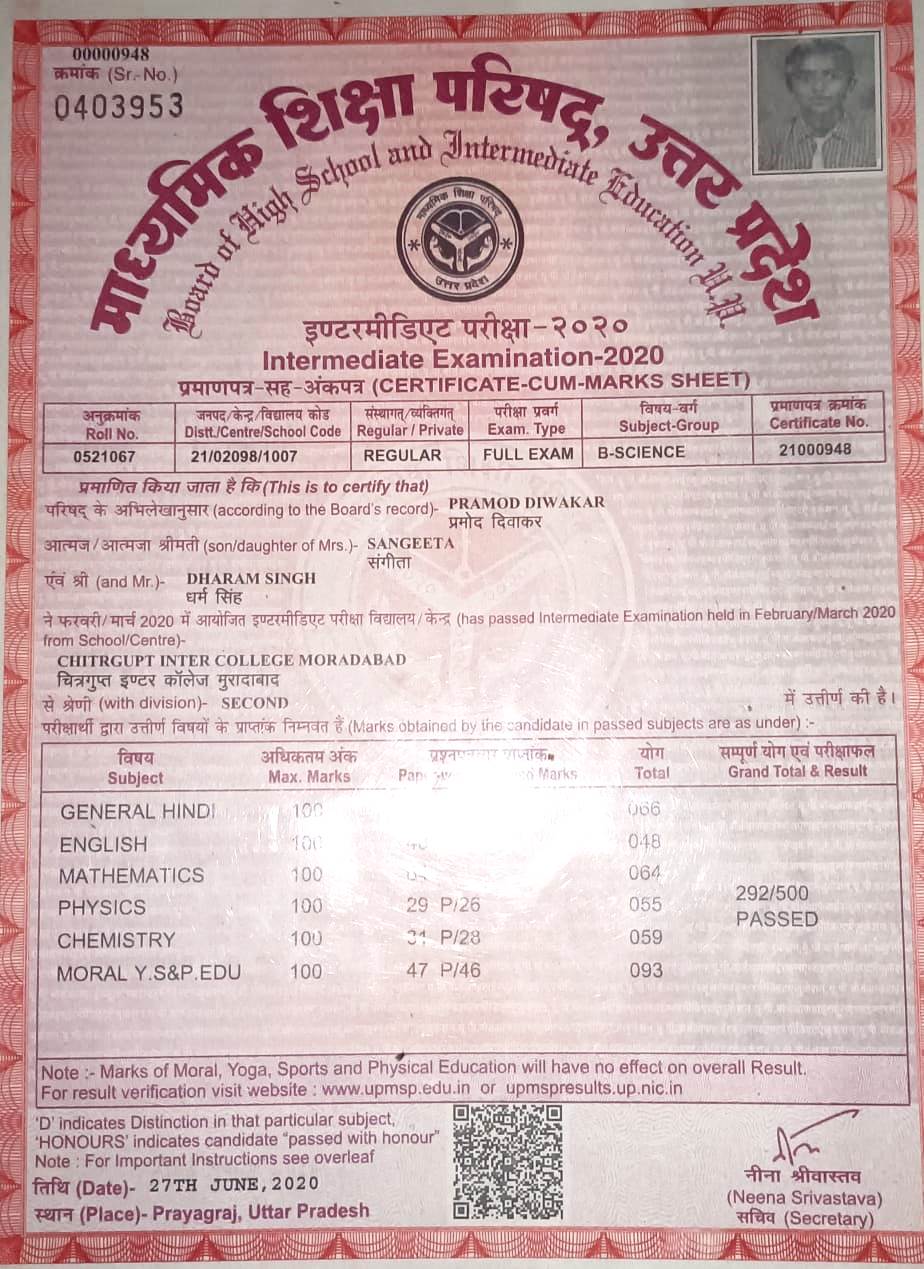 00000948
क्रमांक (Sr.-No.)
0403953
माध्यमिक शिक्षा परिषद्, उत्तर प्रदेश
Board of High School and Intermediate Education U.P.
माध्यमिक शिक्षा परिषद
उत्तर प्रदेश
इण्टरमीडिएट परीक्षा-२०२०
Intermediate Examination-2020
प्रमाणपत्र-सह-अंकपत्र (CERTIFICATE-CUM-MARKS SHEET)
अनुक्रमांक जनपद/केन्द्र/विद्यालय कोड संस्थागत्/व्यक्तिगत् परीक्षा प्रवर्ग विषय-वर्ग प्रमाणपत्र क्रमांक
Roll No. Distt./Centre/School Code Regular / Private Exam. Type Subject-Group Certificate No.
0521067 21/02098/1007 REGULAR FULL EXAM B-SCIENCE 21000948
प्रमाणित किया जाता है कि (This is to certify that)
परिषद् के अभिलेखानुसार (according to the Board's record)- PRAMOD DIWAKAR
प्रमोद दिवाकर
आत्मज/आत्मजा श्रीमती (son/daughter of Mrs.)- SANGEETA
संगीता
एवं श्री (and Mr.)- DHARAM SINGH
धर्म सिंह
ने फरवरी/मार्च 2020 में आयोजित इण्टरमीडिएट परीक्षा विद्यालय/केन्द्र (has passed Intermediate Examination held in February/March 2020
from School/Centre)-
CHITRGUPT INTER COLLEGE MORADABAD
चित्रगुप्त इण्टर कॉलेज मुरादाबाद
से श्रेणी (with division)- SECOND में उत्तीर्ण की है।
परीक्षार्थी द्वारा उत्तीर्ण विषयों के प्राप्तांक निम्नवत हैं (Marks obtained by the candidate in passed subjects are as under) :-
विषय अधिकतम अंक योग सम्पूर्ण योग एवं परीक्षाफल
Subject Max. Marks Marks Total Grand Total & Result
GENERAL HINDI 100 066
ENGLISH 100 048
MATHEMATICS 100 064
292/500
PHYSICS 100 29 P/26 055
PASSED
CHEMISTRY 100 31 P/28 059
MORAL Y.S&P.EDU 100 47 P/46 093
Note :- Marks of Moral, Yoga, Sports and Physical Education will have no effect on overall Result.
For result verification visit website : www.upmsp.edu.in or upmspresults.up.nic.in
'D' indicates Distinction in that particular subject,
'HONOURS' indicates candidate "passed with honour"
Note : For Important Instructions see overleaf
तिथि (Date)- 27TH JUNE,2020
स्थान (Place)- Prayagraj, Uttar Pradesh
नीना श्रीवास्तव
(Neena Srivastava)
सचिव (Secretary)